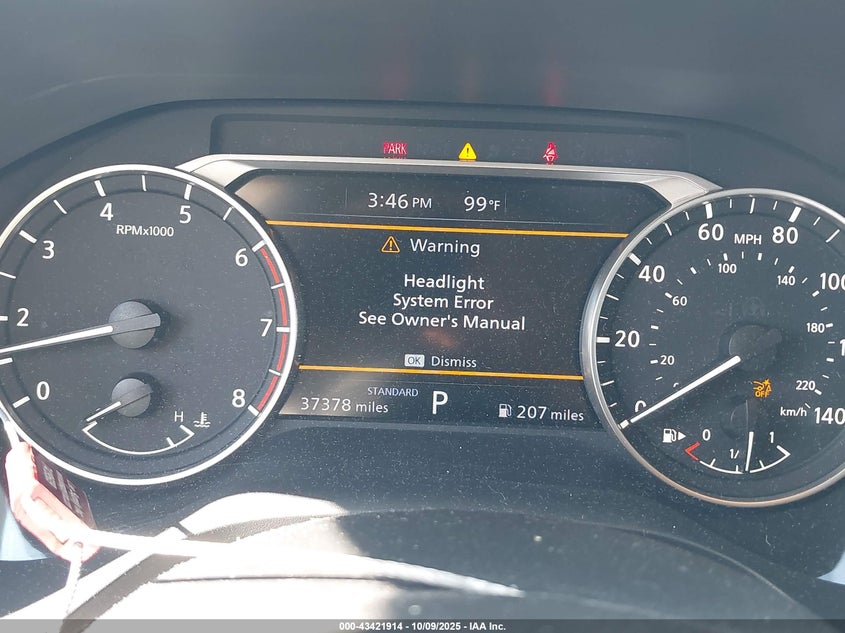 PARK
3:46 PM 99°F
Warning
Headlight
System Error
See Owner's Manual
OK Dismiss
STANDARD
37378 miles P 207 miles
RPMx1000
0 2 3 4 5 6 7 8
H
MPH
0 20 40 60 80 100 140
20 60 100 140 180 220
km/h
OFF
0 1/ 1
000-43421914 - 10/09/2025 - IAA Inc.